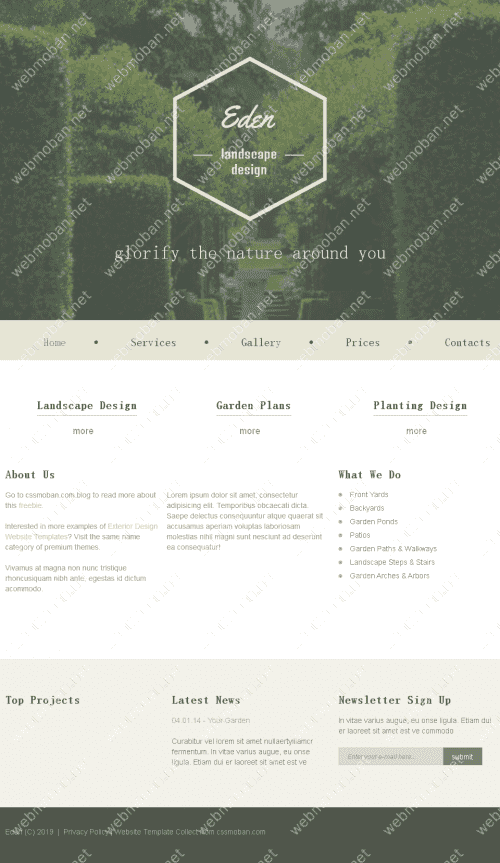 Eden
landscape
design
glorify the nature around you
Home
Services
Gallery
Prices
Contacts
Landscape Design
Garden Plans
Planting Design
more
more
more
About Us
Go to cssmoban.com blog to read more about
this freebie.
Interested in more examples of Exterior Design
Website Templates? Visit the same name
category of premium themes.
Vivamus at magna non nunc tristique
rhoncusiquam nibh ante, egestas id dictum
acommodo.
Lorem ipsum dolor sit amet, consectetur
adipisicing elit. Temporibus obcaecati dicta.
Saepe delectus consequuntur atque quaerat sit
accusamus aperiam voluptas laboriosam
molestias nihil magni sunt nesciunt ad deserunt
ea consequatur!
What We Do
Front Yards
Backyards
Garden Ponds
Patios
Garden Paths & Walkways
Landscape Steps & Stairs
Garden Arches & Arbors
Top Projects
Latest News
04.01.14 - Your Garden
Curabitur vel lorem sit amet nullaertyikamcr
fermentum. In vitae varius augue, eu onse
ligula. Etiam dui er laoreet sit amet est ve
Newsletter Sign Up
In vitae varius augue, eu onse ligula. Etiam dui
er laoreet sit amet est ve commodo
Enter your e-mail here...
submit
Eden (C) 2019 | Privacy Policy| Website Template Collect from cssmoban.com
webmoban.net